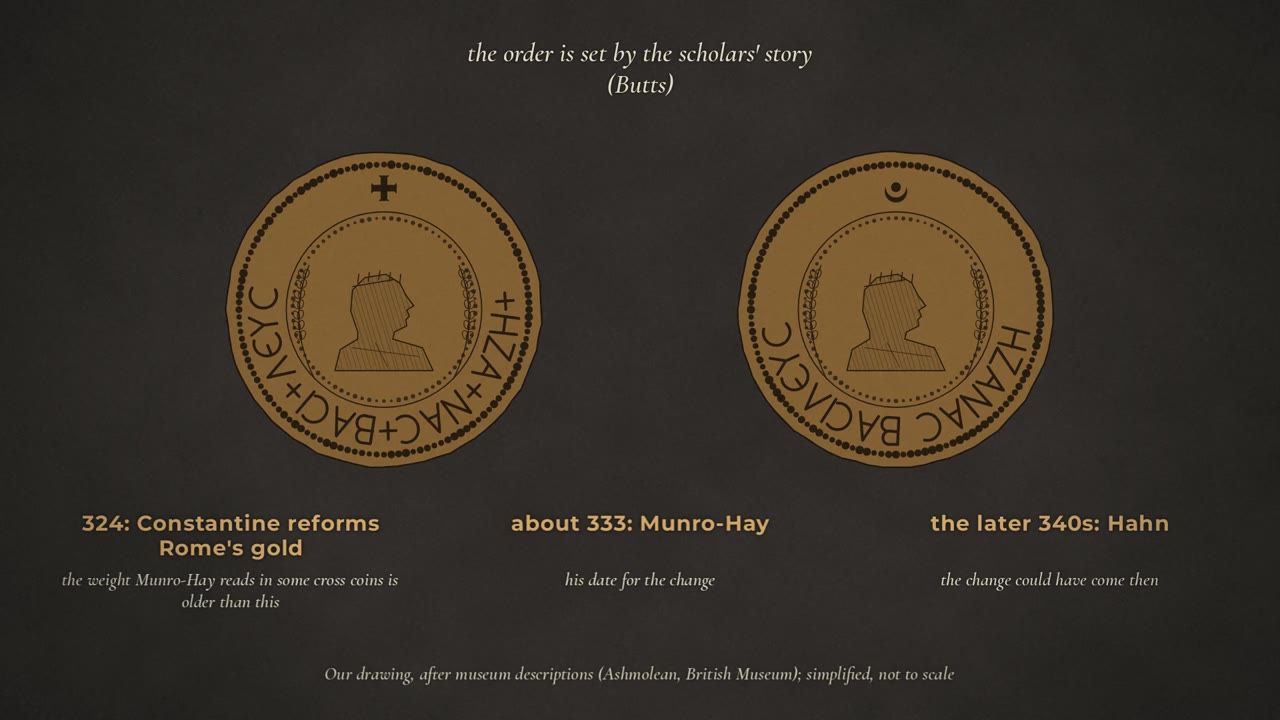 the order is set by the scholars' story
(Butts)
+HZA+NAC+BACI+ΛЄYC
HZANAC BACIΛЄYC
324: Constantine reforms
Rome's gold
the weight Munro-Hay reads in some cross coins is
older than this
about 333: Munro-Hay
his date for the change
the later 340s: Hahn
the change could have come then
Our drawing, after museum descriptions (Ashmolean, British Museum); simplified, not to scale